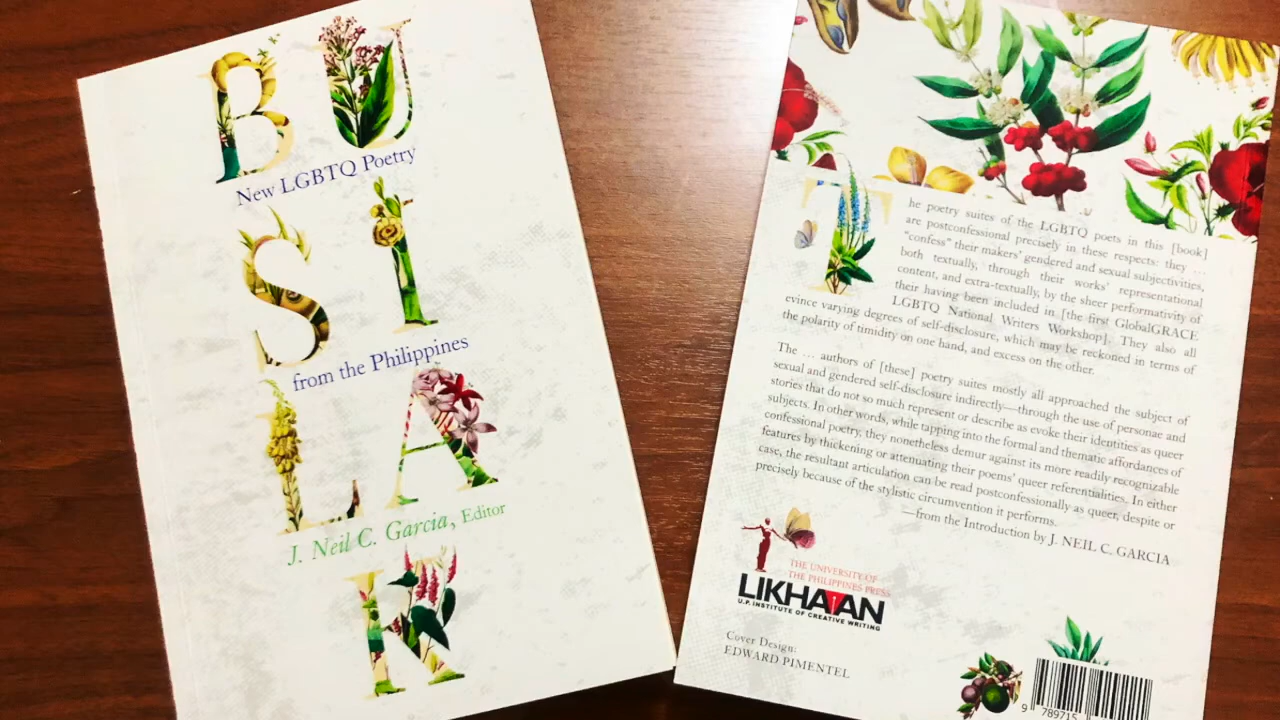 BU
New LGBTQ Poetry
SI
from the Philippines
LA
J. Neil C. Garcia, Editor
K
The poetry suites of the LGBTQ poets in this [book]
are postconfessional precisely in these respects: they …
“confess” their makers’ gendered and sexual subjectivities,
both textually, through their works’ representational
content, and extra-textually, by the sheer performativity of
their having been included in [the first GlobalGRACE
LGBTQ National Writers Workshop]. They also all
evince varying degrees of self-disclosure, which may be reckoned in terms of
the polarity of timidity on one hand, and excess on the other.
The … authors of [these] poetry suites mostly all approached the subject of
sexual and gendered self-disclosure indirectly—through the use of personae and
stories that do not so much represent or describe as evoke their identities as queer
subjects. In other words, while tapping into the formal and thematic affordances of
confessional poetry, they nonetheless demur against its more readily recognizable
features by thickening or attenuating their poems’ queer referentialities. In either
case, the resultant articulation can be read postconfessionally as queer, despite or
precisely because of the stylistic circumvention it performs.
—from the Introduction by J. NEIL C. GARCIA
THE UNIVERSITY OF
THE PHILIPPINES PRESS
LIKHAAN
U.P. INSTITUTE OF CREATIVE WRITING
Cover Design:
EDWARD PIMENTEL
9 789715